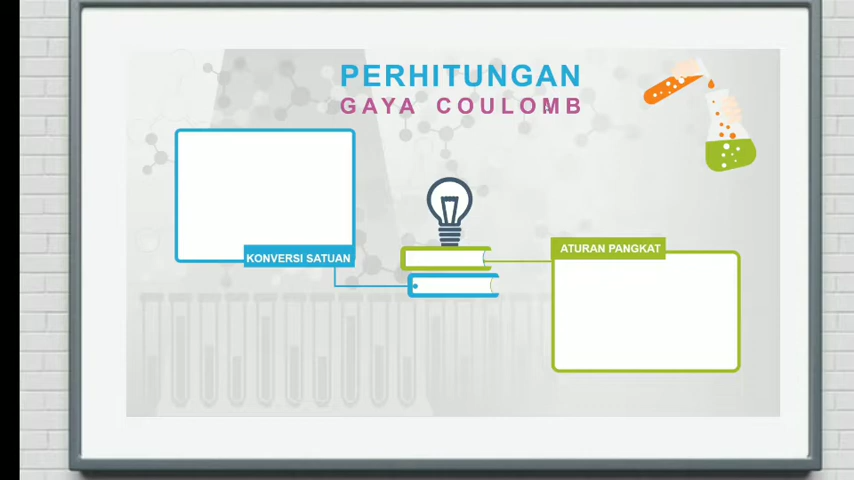 PERHITUNGAN
GAYA COULOMB
KONVERSI SATUAN
ATURAN PANGKAT